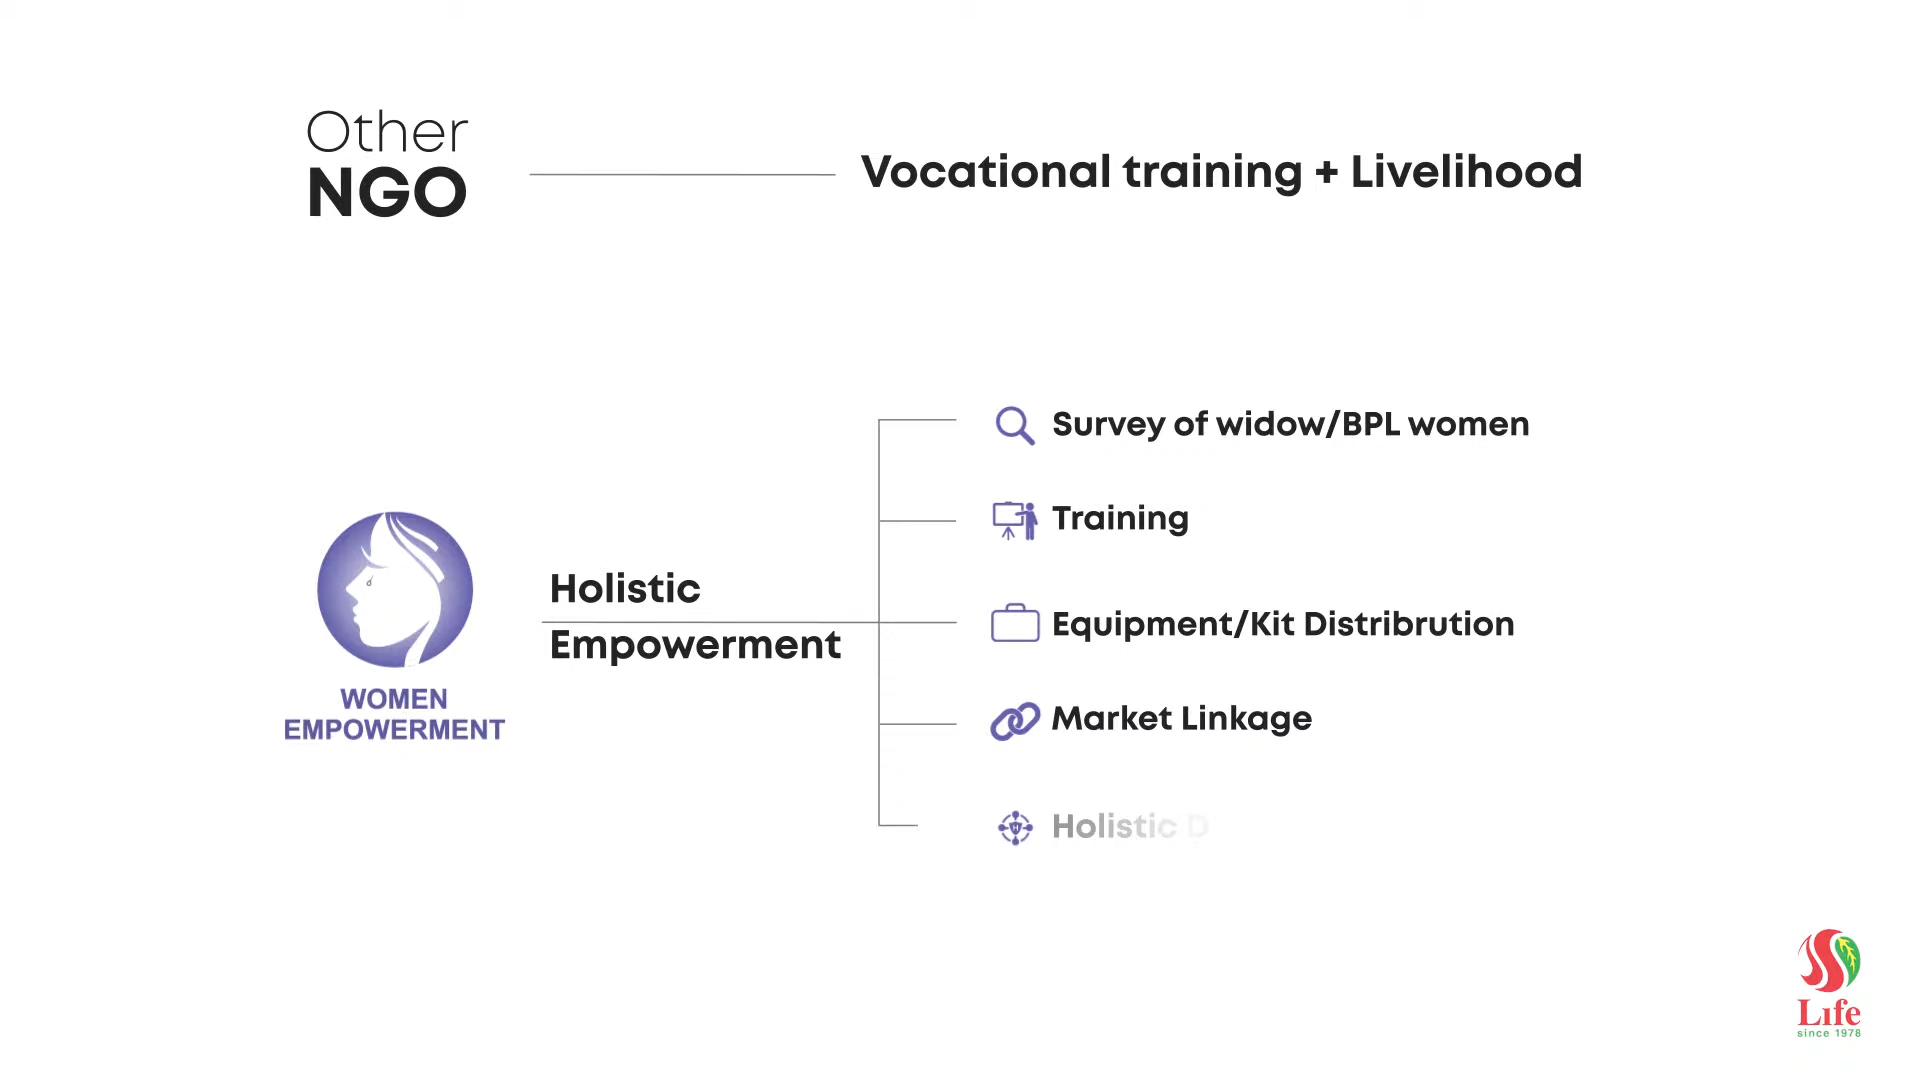 Other
NGO
Vocational training + Livelihood
Survey of widow/BPL women
Training
Holistic
Empowerment
Equipment/Kit Distribrution
WOMEN
EMPOWERMENT
Market Linkage
Holistic D
Life
since 1978